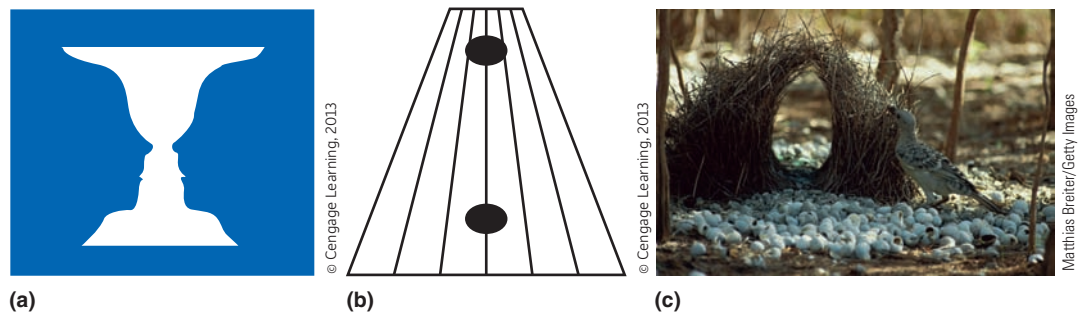 © Cengage Learning, 2013
© Cengage Learning, 2013
Matthias Breiter/Getty Images
(a)
(b)
(c)